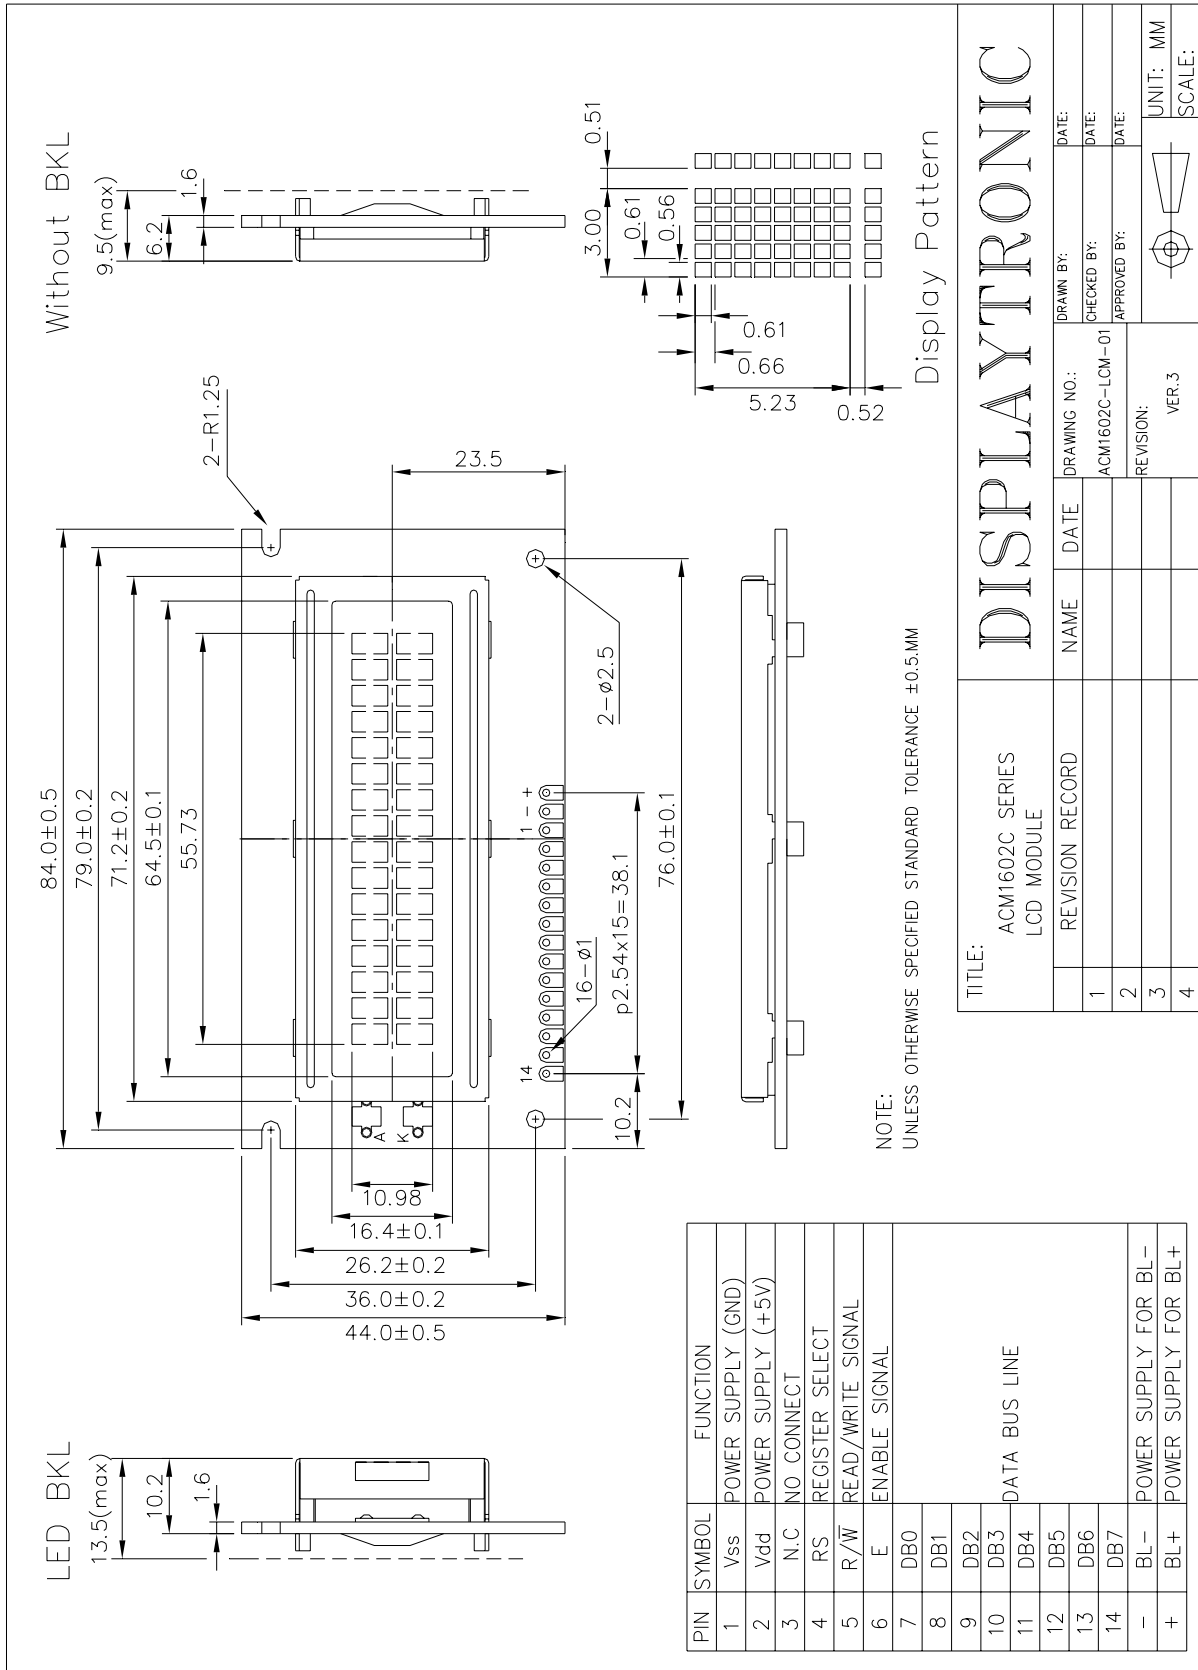 LED BKL
13.5(max)
10.2
1.6
84.0±0.5
79.0±0.2
71.2±0.2
64.5±0.1
55.73
Without BKL
9.5(max)
6.2
1.6
2-R1.25
23.5
10.98
16.4±0.1
26.2±0.2
36.0±0.2
44.0±0.5
A
K
14
1 - +
16-ø1
p2.54x15=38.1
10.2
76.0±0.1
2-ø2.5
3.00
0.51
0.61
0.56
0.61
0.66
5.23
0.52
Display Pattern
PIN SYMBOL FUNCTION
1 Vss POWER SUPPLY (GND)
2 Vdd POWER SUPPLY (+5V)
3 N.C NO CONNECT
4 RS REGISTER SELECT
5 R/W̅ READ/WRITE SIGNAL
6 E ENABLE SIGNAL
7 DB0
8 DB1
9 DB2
10 DB3
DATA BUS LINE
11 DB4
12 DB5
13 DB6
14 DB7
- BL- POWER SUPPLY FOR BL-
+ BL+ POWER SUPPLY FOR BL+
NOTE:
UNLESS OTHERWISE SPECIFIED STANDARD TOLERANCE ±0.5.MM
TITLE:
ACM1602C SERIES
LCD MODULE
DISPLAYTRONIC
REVISION RECORD NAME DATE
1
2
3
4
DRAWING NO.:
ACM1602C-LCM-01
REVISION:
VER.3
DRAWN BY: DATE:
CHECKED BY: DATE:
APPROVED BY: DATE:
UNIT: MM
SCALE: